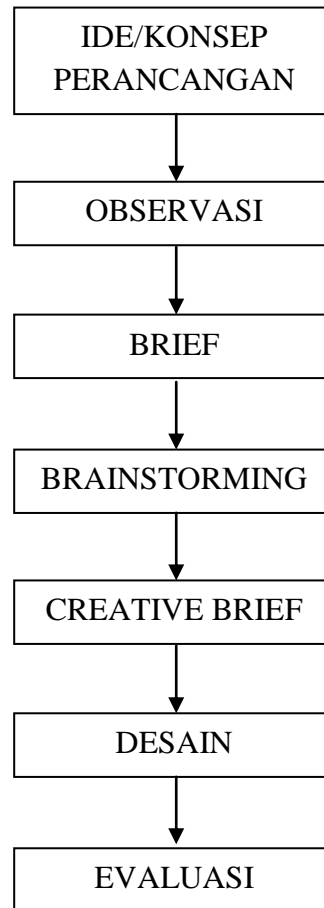 IDE/KONSEP
PERANCANGAN
OBSERVASI
BRIEF
BRAINSTORMING
CREATIVE BRIEF
DESAIN
EVALUASI